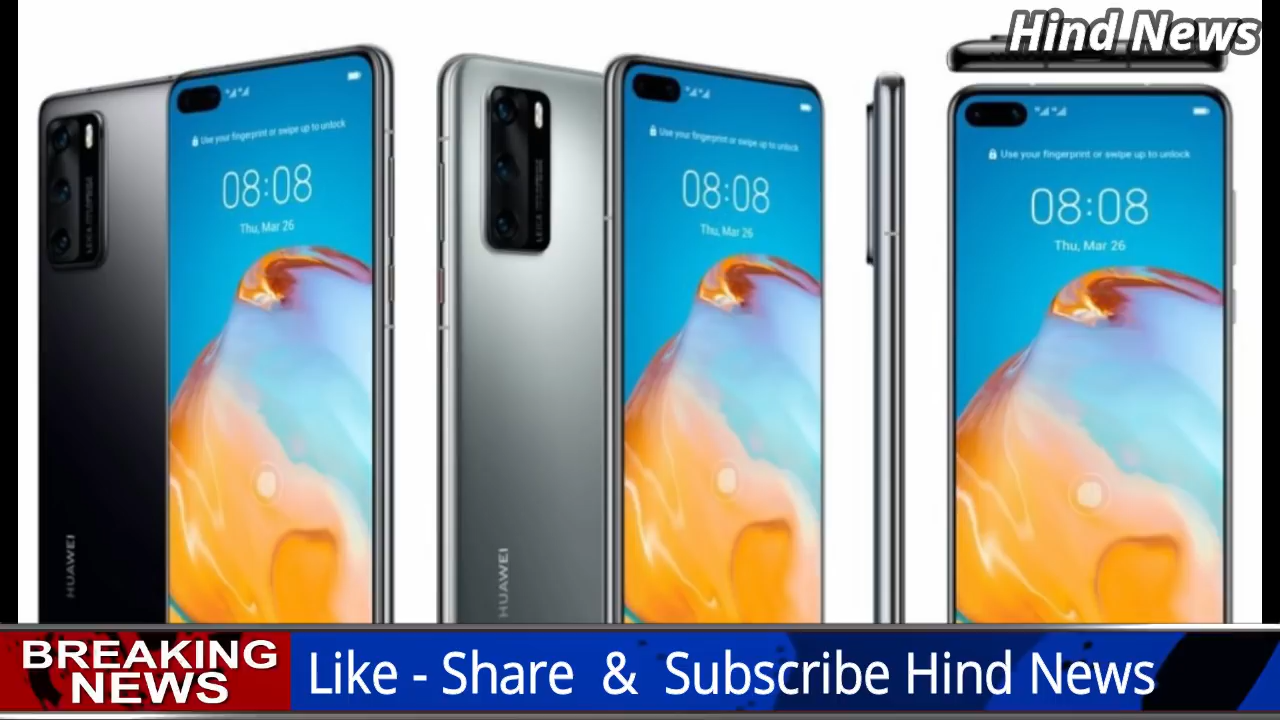 Hind News
Use your fingerprint or swipe up to unlock
08:08
Thu, Mar 26
Use your fingerprint or swipe up to unlock
08:08
Thu, Mar 26
Use your fingerprint or swipe up to unlock
08:08
Thu, Mar 26
LEICA
HUAWEI
HUAWEI
BREAKING
NEWS
Like - Share & Subscribe Hind News